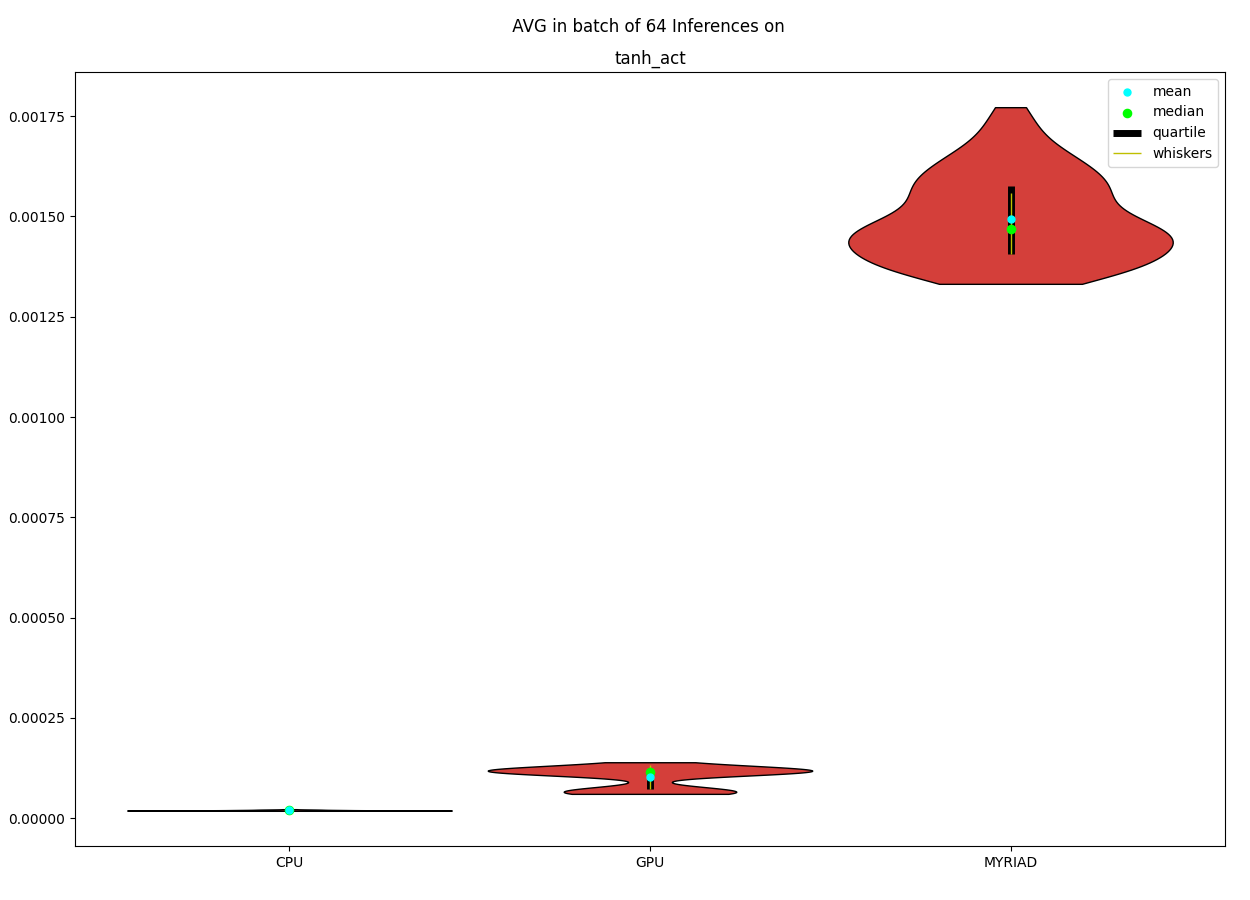 AVG in batch of 64 Inferences on
tanh_act
mean
median
quartile
whiskers
0.00175
0.00150
0.00125
0.00100
0.00075
0.00050
0.00025
0.00000
CPU
GPU
MYRIAD